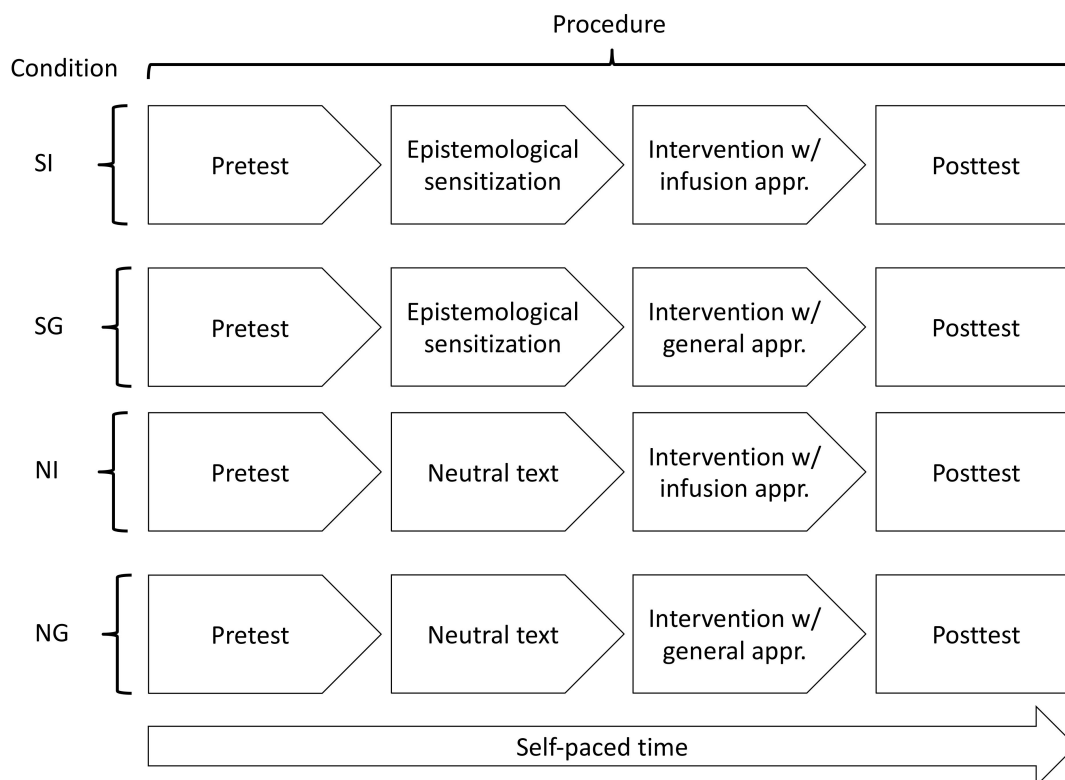 Procedure
Condition
SI
Pretest
Epistemological
sensitization
Intervention w/
infusion appr.
Posttest
SG
Pretest
Epistemological
sensitization
Intervention w/
general appr.
Posttest
NI
Pretest
Neutral text
Intervention w/
infusion appr.
Posttest
NG
Pretest
Neutral text
Intervention w/
general appr.
Posttest
Self-paced time